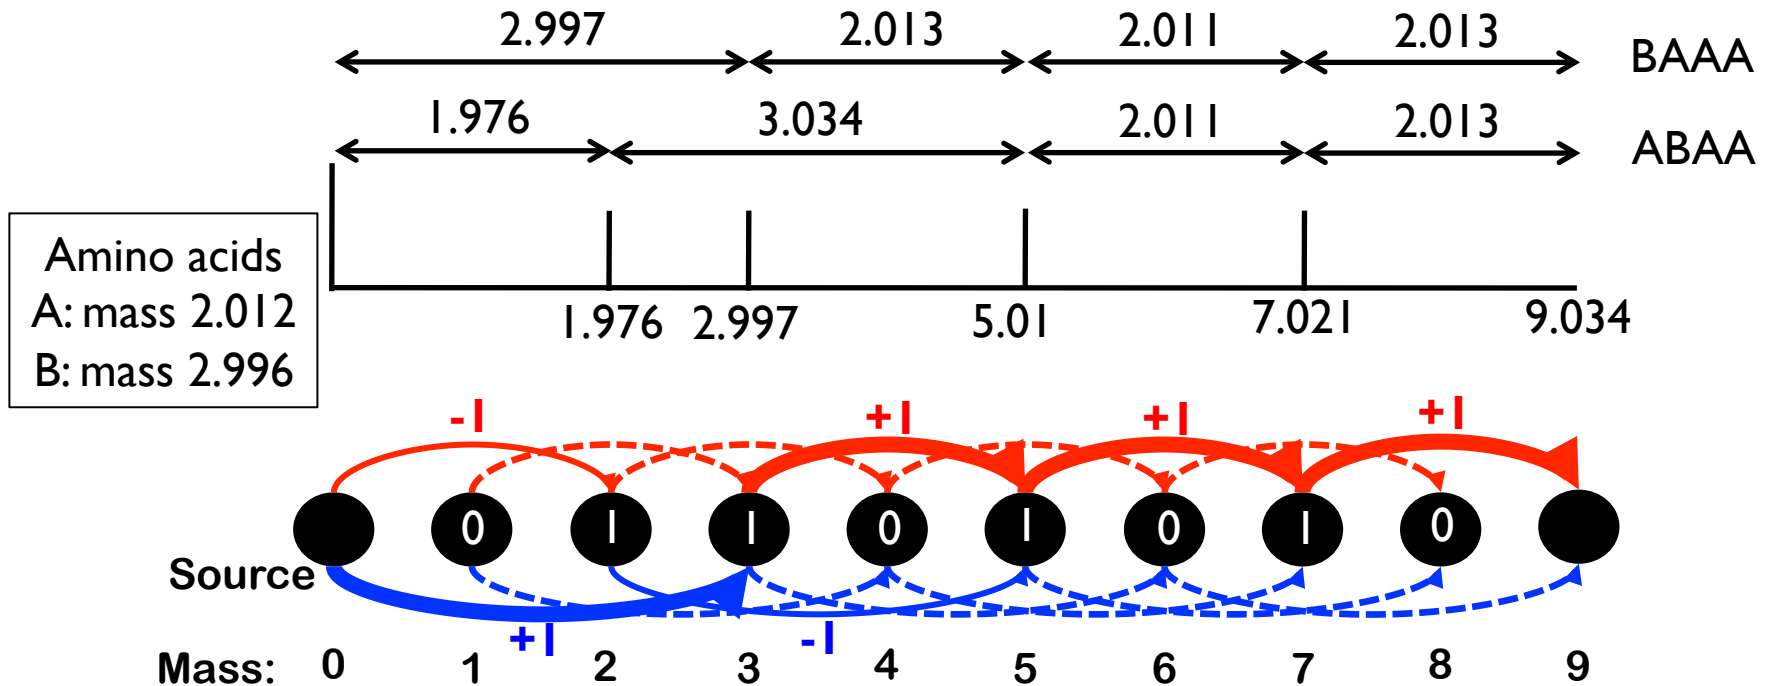 2.997 2.013 2.011 2.013 BAAA
1.976 3.034 2.011 2.013 ABAA
Amino acids
A: mass 2.012
B: mass 2.996
1.976 2.997 5.01 7.021 9.034
-1 +1 +1 +1
0 1 1 0 1 0 1 0
Source
+1 -1
Mass: 0 1 2 3 4 5 6 7 8 9